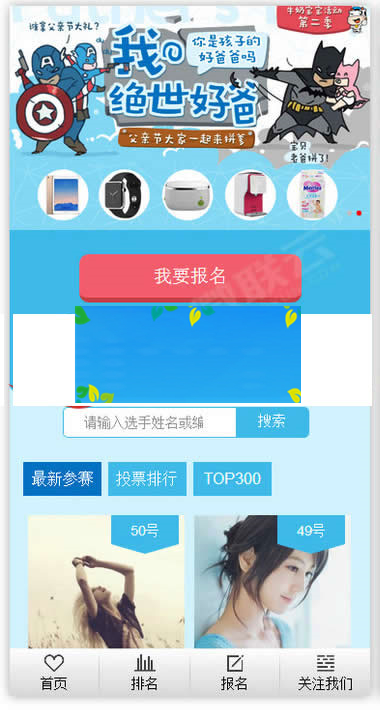 谁拿父亲节大礼?
牛奶宝宝活动
第二季
我@
你是孩子的
好爸爸吗
绝世好爸
父亲节大家一起来拼爹
宝贝
老爸拼了!
我要报名
请输入选手姓名或编
搜索
最新参赛
投票排行
TOP300
50号
49号
首页
排名
报名
关注我们